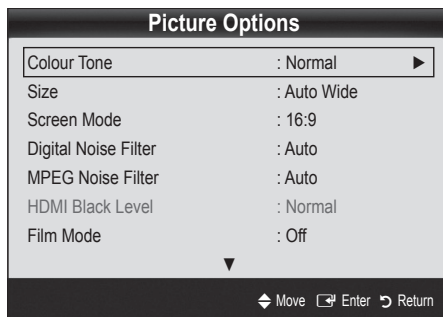 Picture Options
Colour Tone : Normal ▶
Size : Auto Wide
Screen Mode : 16:9
Digital Noise Filter : Auto
MPEG Noise Filter : Auto
HDMI Black Level : Normal
Film Mode : Off
▼
Move Enter Return